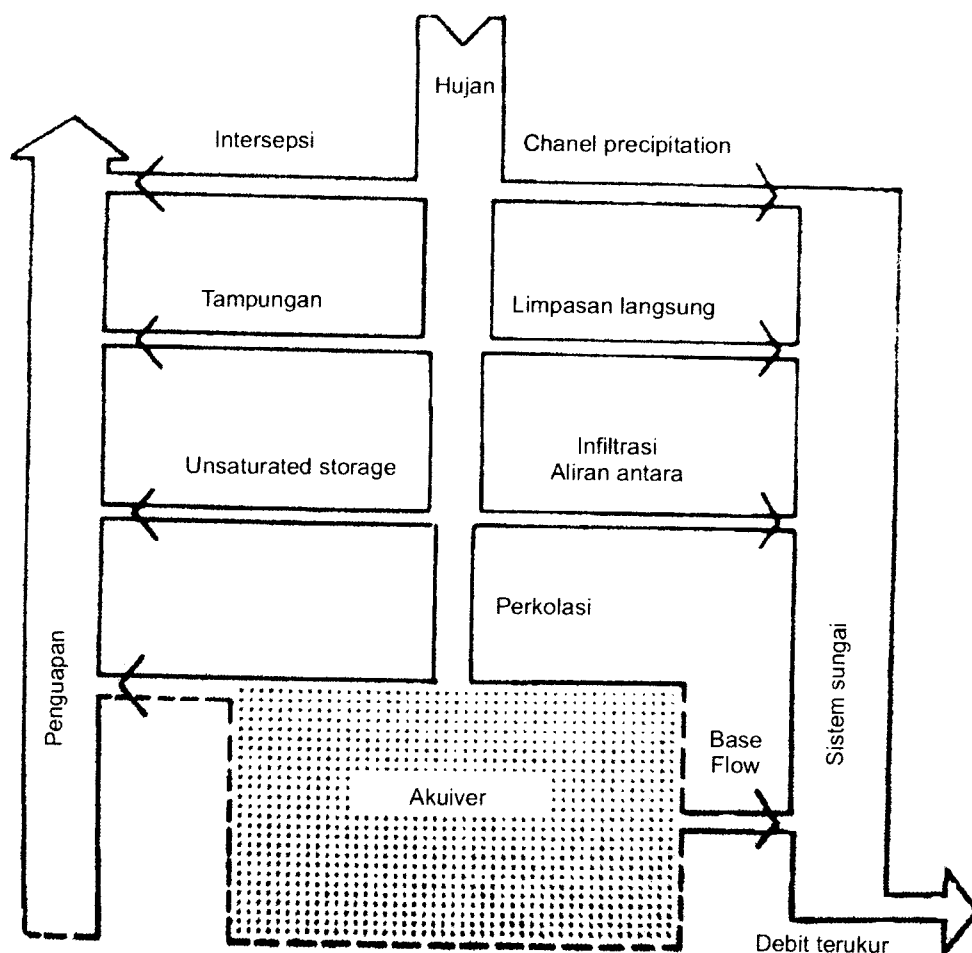 Hujan
Intersepsi
Chanel precipitation
Tampungan
Limpasan langsung
Unsaturated storage
Infiltrasi
Aliran antara
Perkolasi
Penguapan
Sistem sungai
Base
Flow
Akuiver
Debit terukur